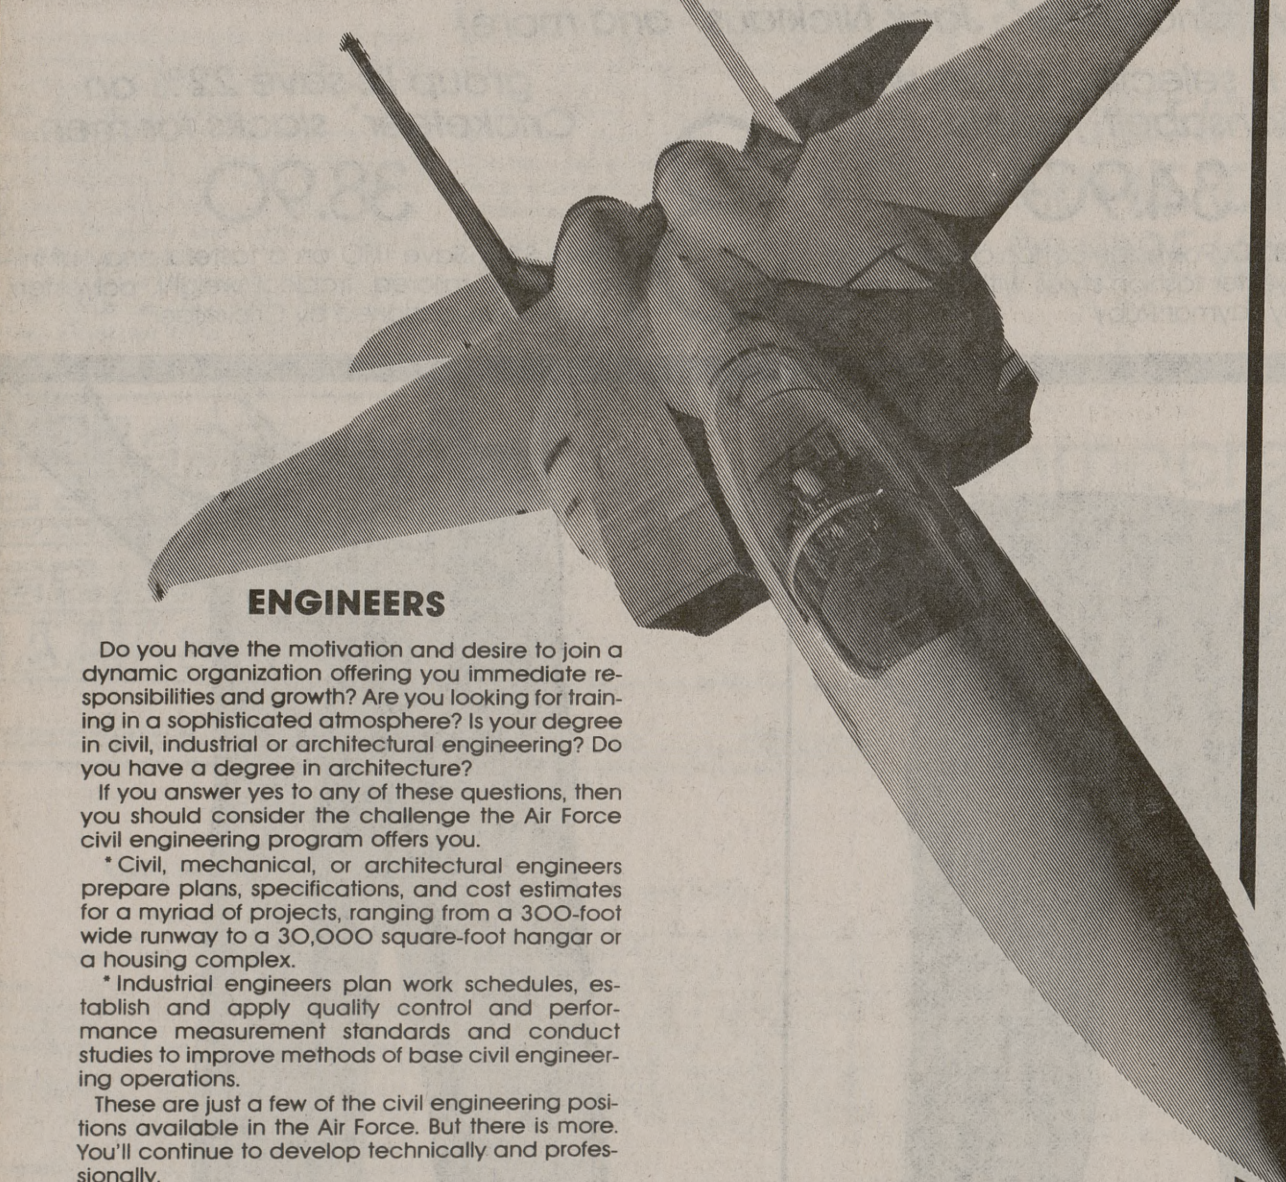 ENGINEERS
Do you have the motivation and desire to join a
dynamic organization offering you immediate re-
sponsibilities and growth? Are you looking for train-
ing in a sophisticated atmosphere? Is your degree
in civil, industrial or architectural engineering? Do
you have a degree in architecture?
If you answer yes to any of these questions, then
you should consider the challenge the Air Force
civil engineering program offers you.
* Civil, mechanical, or architectural engineers
prepare plans, specifications, and cost estimates
for a myriad of projects, ranging from a 300-foot
wide runway to a 30,000 square-foot hangar or
a housing complex.
* Industrial engineers plan work schedules, es-
tablish and apply quality control and perfor-
mance measurement standards and conduct
studies to improve methods of base civil engineer-
ing operations.
These are just a few of the civil engineering posi-
tions available in the Air Force. But there is more.
You'll continue to develop technically and profes-
sionally.